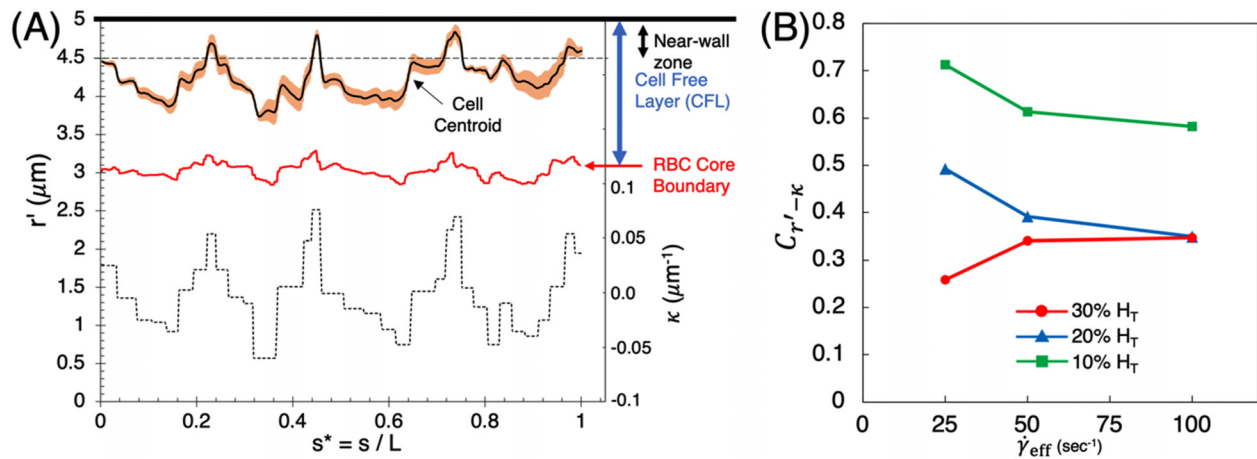 (A)
5
4.5
4
3.5
3
2.5
2
1.5
1
0.5
0
r' (μm)
0
0.2
0.4
0.6
0.8
1
s* = s / L
Near-wall
zone
Cell Free
Layer (CFL)
Cell
Centroid
RBC Core
Boundary
0.1
0.05
0.0
-0.05
-0.1
κ (μm⁻¹)
(B)
0.8
0.7
0.6
0.5
0.4
0.3
0.2
0.1
0
C_{r'-κ}
30% H_T
20% H_T
10% H_T
0
25
50
75
100
γ̇_eff (sec⁻¹)